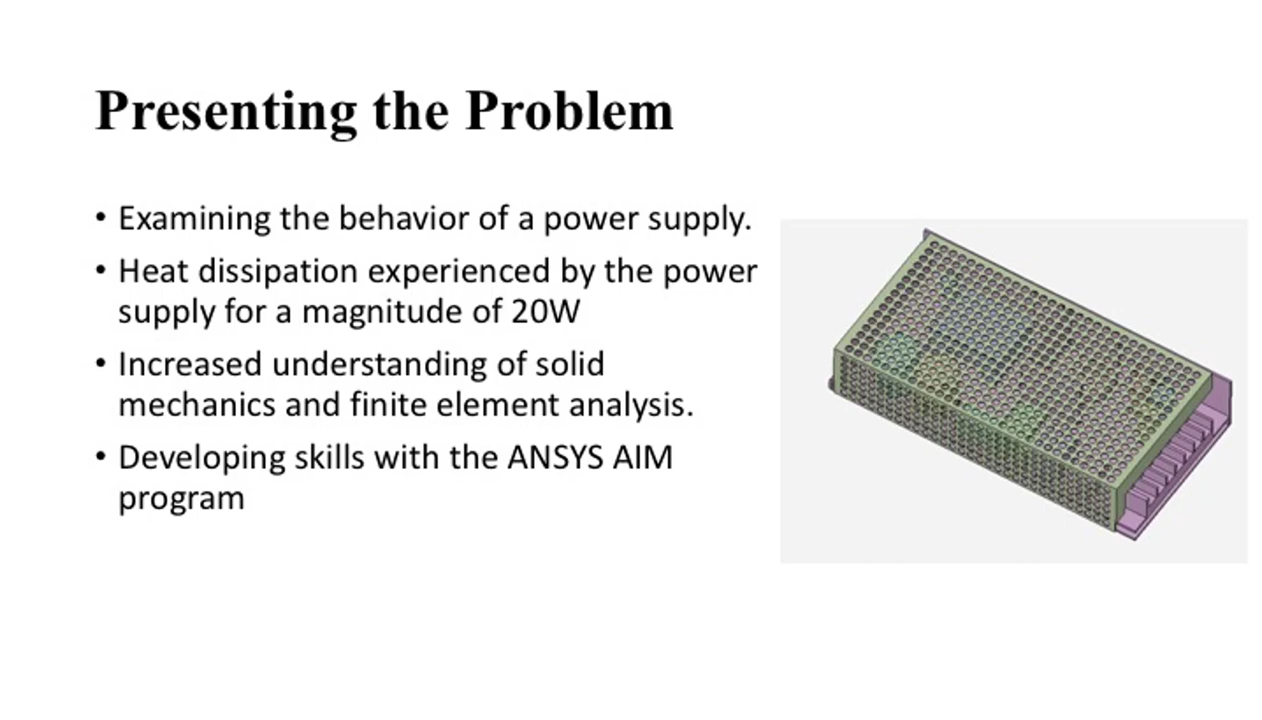 Presenting the Problem
• Examining the behavior of a power supply.
• Heat dissipation experienced by the power
supply for a magnitude of 20W
• Increased understanding of solid
mechanics and finite element analysis.
• Developing skills with the ANSYS AIM
program